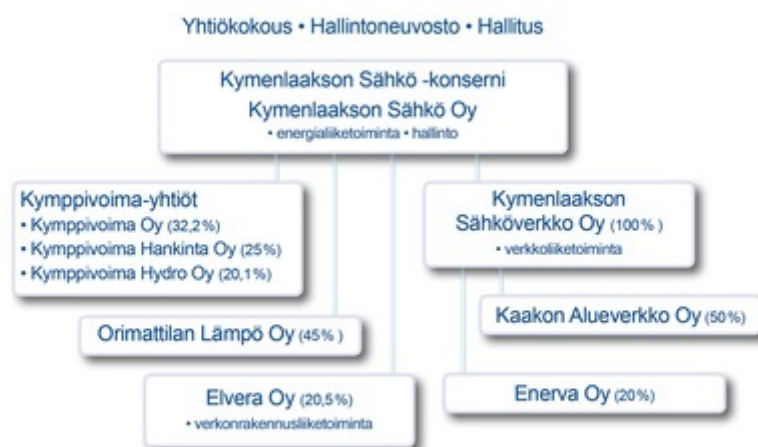 Yhtiökokous • Hallintoneuvosto • Hallitus
Kymenlaakson Sähkö -konserni
Kymenlaakson Sähkö Oy
• energialiiketoiminta • hallinto
Kymppivoima-yhtiöt
• Kymppivoima Oy (32,2%)
• Kymppivoima Hankinta Oy (25%)
• Kymppivoima Hydro Oy (20,1%)
Kymenlaakson
Sähköverkko Oy (100% )
• verkkoliiketoiminta
Kaakon Alueverkko Oy (50%)
Orimattilan Lämpö Oy (45% )
Elvera Oy (20,5%)
• verkonrakennusliiketoiminta
Enerva Oy (20%)